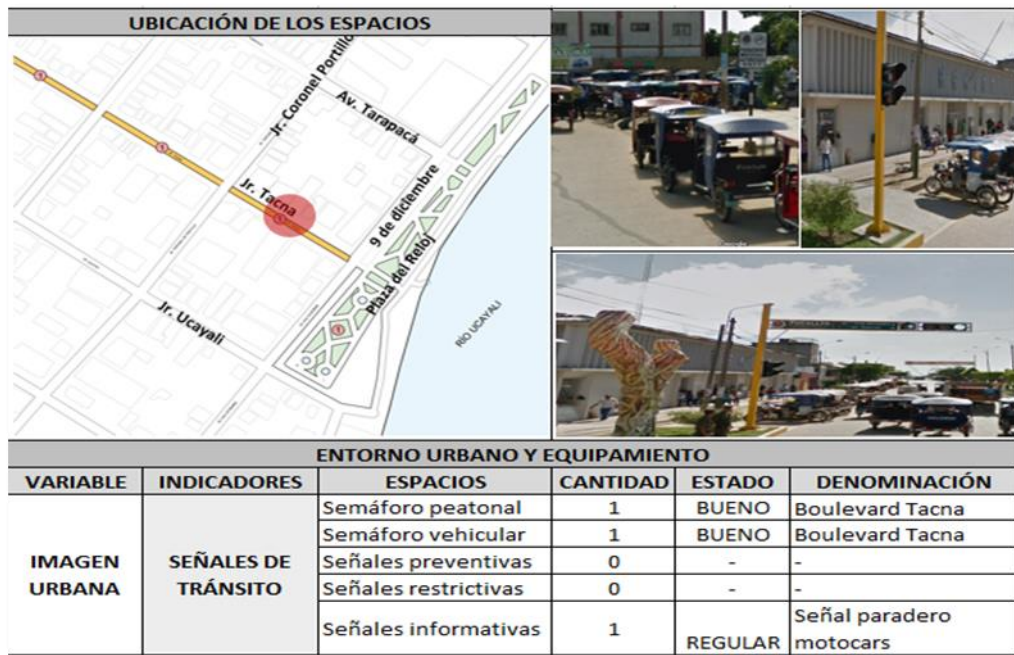 UBICACIÓN DE LOS ESPACIOS
Jr. Coronel Portillo
Av. Tarapacá
Jr. Tacna
9 de diciembre
Plaza del Reloj
Jr. Ucayali
RÍO UCAYALI
ENTORNO URBANO Y EQUIPAMIENTO
VARIABLE INDICADORES ESPACIOS CANTIDAD ESTADO DENOMINACIÓN
IMAGEN URBANA SEÑALES DE TRÁNSITO
Semáforo peatonal 1 BUENO Boulevard Tacna
Semáforo vehicular 1 BUENO Boulevard Tacna
Señales preventivas 0 - -
Señales restrictivas 0 - -
Señales informativas 1 REGULAR Señal paradero
motocars